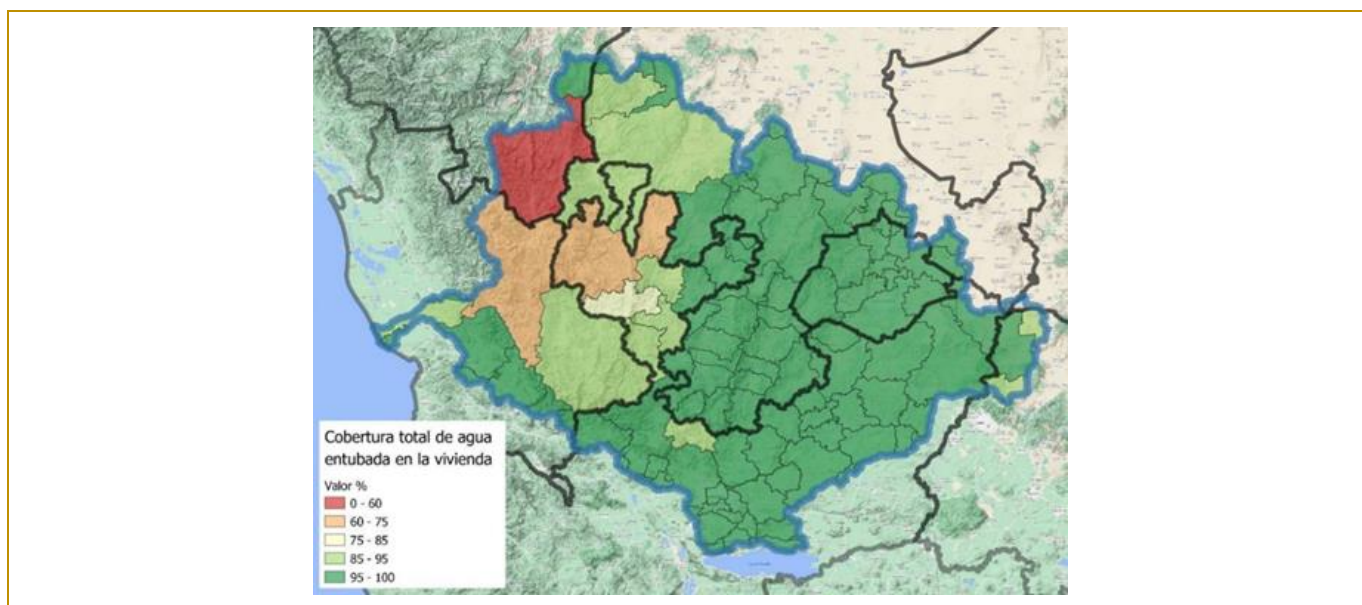 Cobertura total de agua
entubada en la vivienda
Valor %
0 - 60
60 - 75
75 - 85
85 - 95
95 - 100